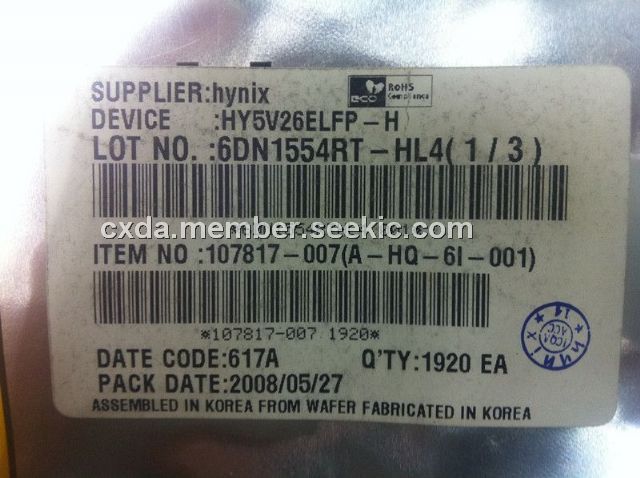 SUPPLIER:hynix
eco RoHS Compliance
DEVICE :HY5V26ELFP-H
LOT NO. :6DN1554RT-HL4(1/3)
cxda.member.seekic.com
ITEM NO :107817-007(A-HQ-6I-001)
*107817-007 1920*
DATE CODE:617A Q'TY:1920 EA
PACK DATE:2008/05/27
ASSEMBLED IN KOREA FROM WAFER FABRICATED IN KOREA